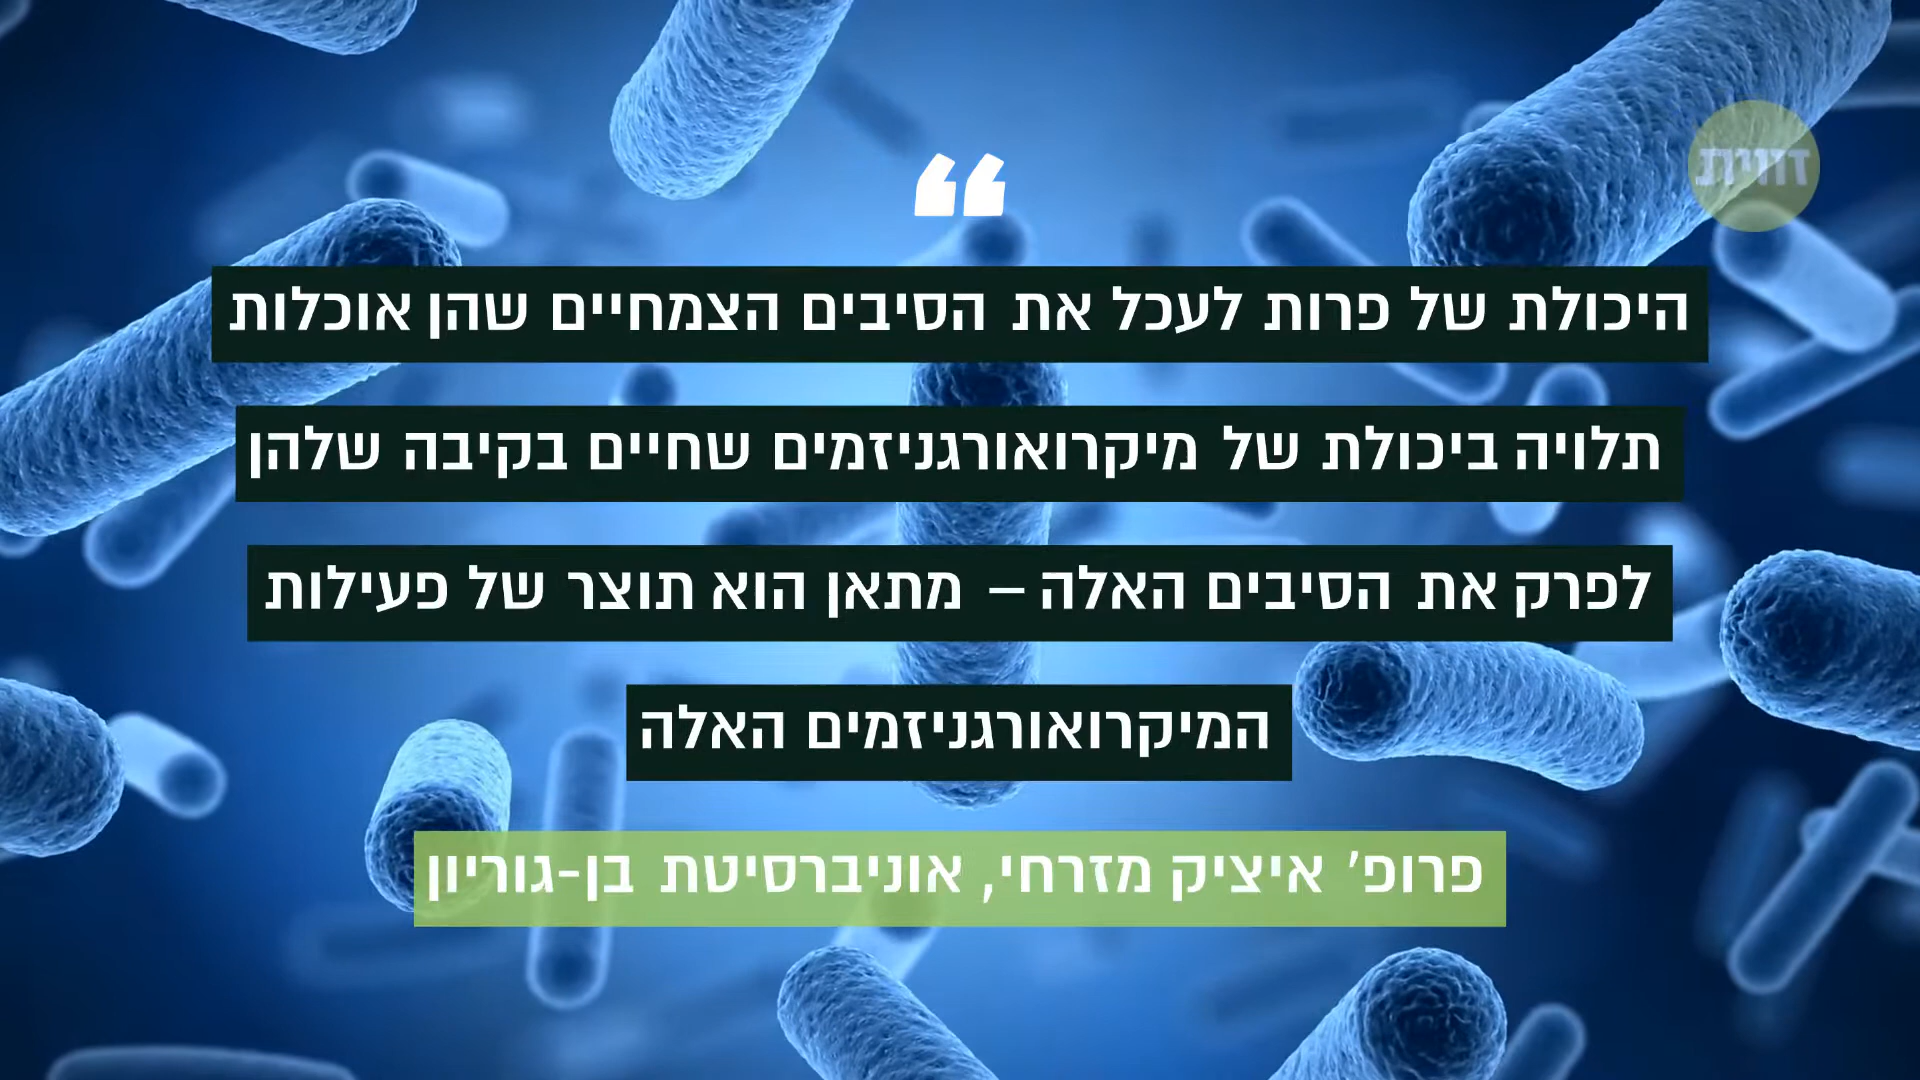 זווית
“
היכולת של פרות לעכל את הסיבים הצמחיים שהן אוכלות
תלויה ביכולת של מיקרואורגניזמים שחיים בקיבה שלהן
לפרק את הסיבים האלה – מתאן הוא תוצר של פעילות
המיקרואורגניזמים האלה
פרופ' איציק מזרחי, אוניברסיטת בן-גוריון